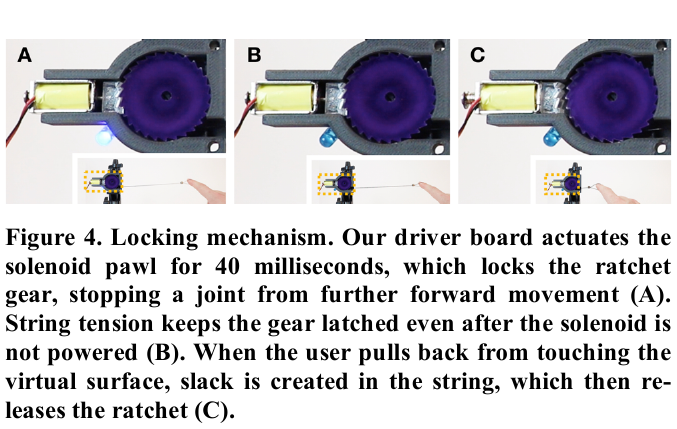 A B C
Figure 4. Locking mechanism. Our driver board actuates the
solenoid pawl for 40 milliseconds, which locks the ratchet
gear, stopping a joint from further forward movement (A).
String tension keeps the gear latched even after the solenoid is
not powered (B). When the user pulls back from touching the
virtual surface, slack is created in the string, which then re-
leases the ratchet (C).